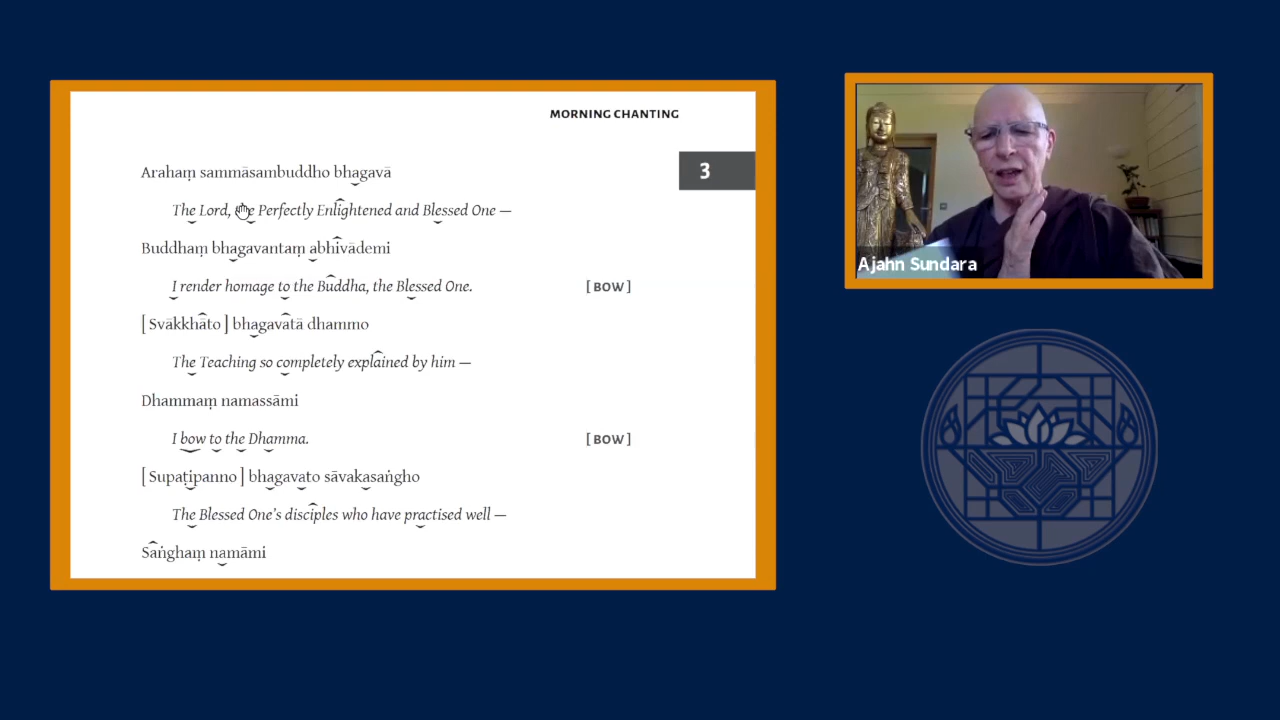 MORNING CHANTING
3
Arahaṃ sammāsambuddho bhagavā
The Lord, the Perfectly Enlightened and Blessed One —
Buddhaṃ bhagavantaṃ abhivādemi
I render homage to the Buddha, the Blessed One.
[ BOW ]
[ Svākkhāto ] bhagavatā dhammo
The Teaching so completely explained by him —
Dhammaṃ namassāmi
I bow to the Dhamma.
[ BOW ]
[ Supaṭipanno ] bhagavato sāvakasaṅgho
The Blessed One’s disciples who have practised well —
Saṅghaṃ namāmi
Ajahn Sundara